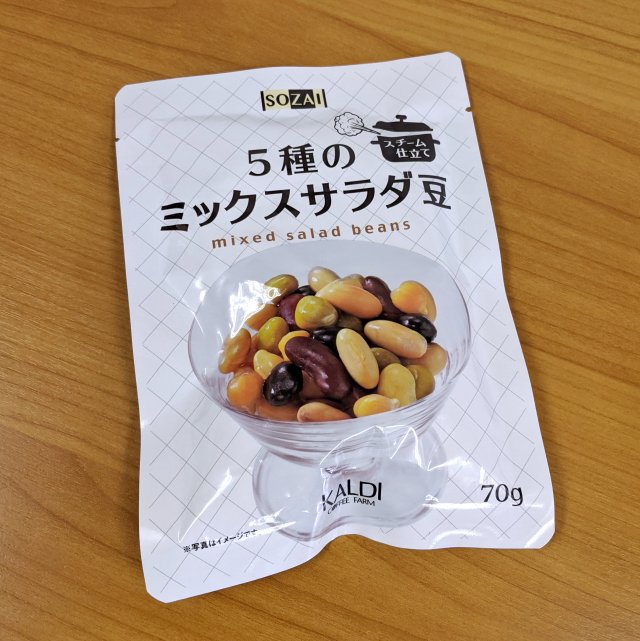 SOZAI
スチーム
仕立て
5種の
ミックスサラダ豆
mixed salad beans
KALDI
COFFEE FARM
70g
※写真はイメージです